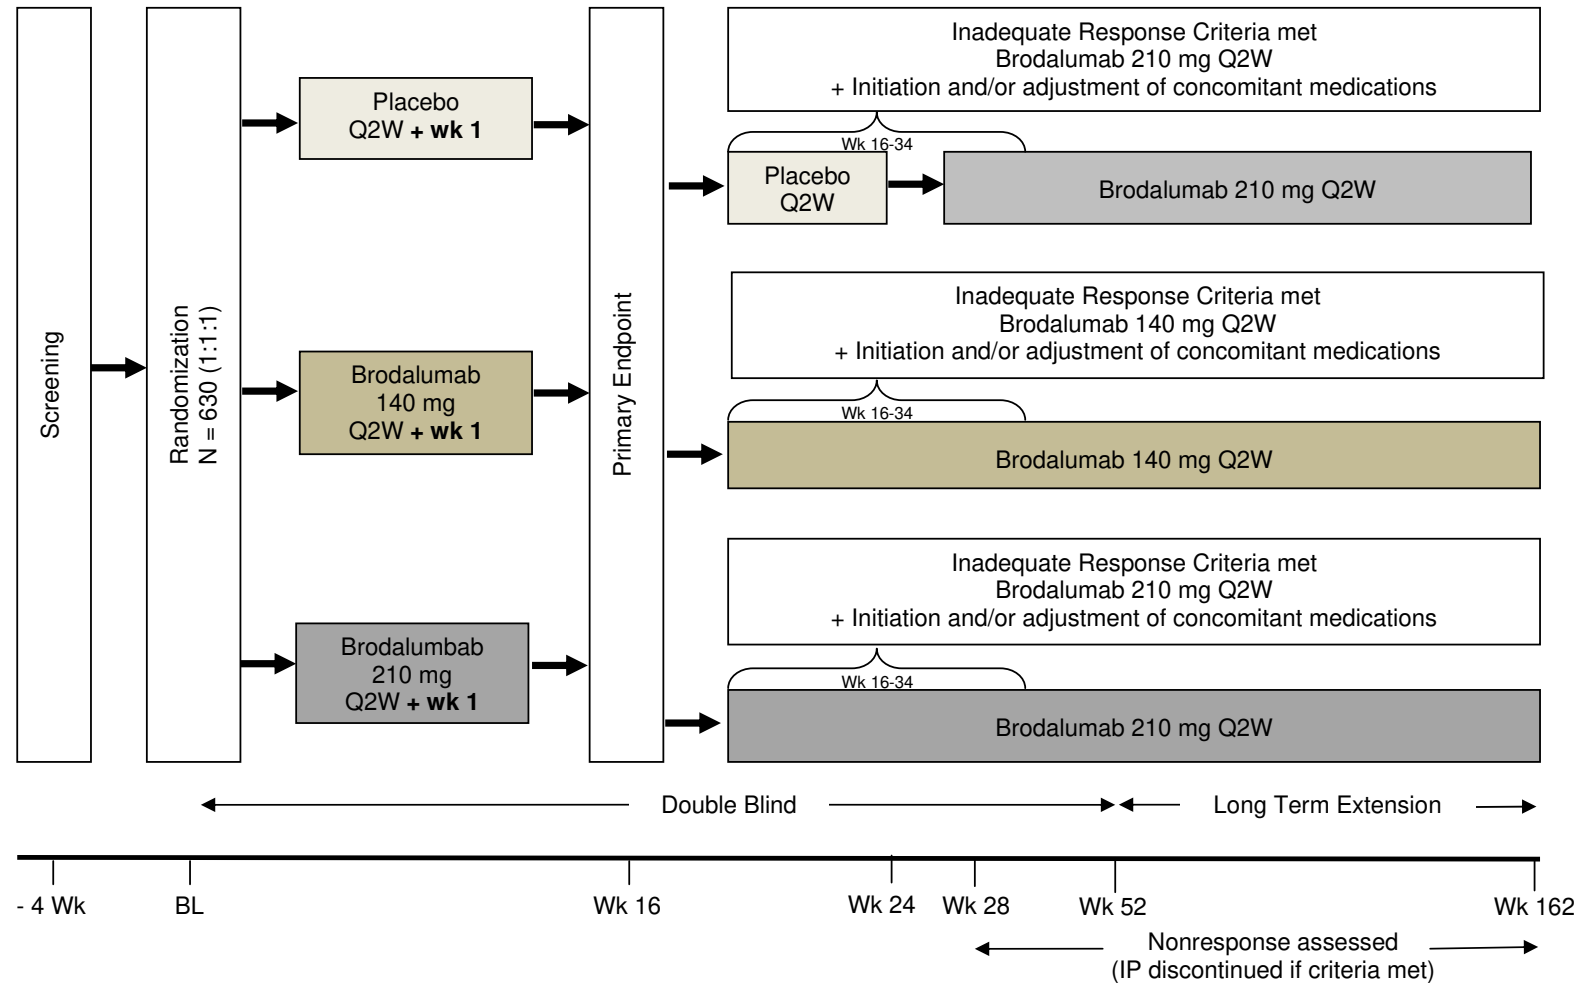 Screening
Randomization
N = 630 (1:1:1)
Placebo
Q2W + wk 1
Brodalumab
140 mg
Q2W + wk 1
Brodalumbab
210 mg
Q2W + wk 1
Primary Endpoint
Inadequate Response Criteria met
Brodalumab 210 mg Q2W
+ Initiation and/or adjustment of concomitant medications
Wk 16-34
Placebo
Q2W
Brodalumab 210 mg Q2W
Inadequate Response Criteria met
Brodalumab 140 mg Q2W
+ Initiation and/or adjustment of concomitant medications
Wk 16-34
Brodalumab 140 mg Q2W
Inadequate Response Criteria met
Brodalumab 210 mg Q2W
+ Initiation and/or adjustment of concomitant medications
Wk 16-34
Brodalumab 210 mg Q2W
Double Blind
Long Term Extension
- 4 Wk
BL
Wk 16
Wk 24
Wk 28
Wk 52
Wk 162
Nonresponse assessed
(IP discontinued if criteria met)